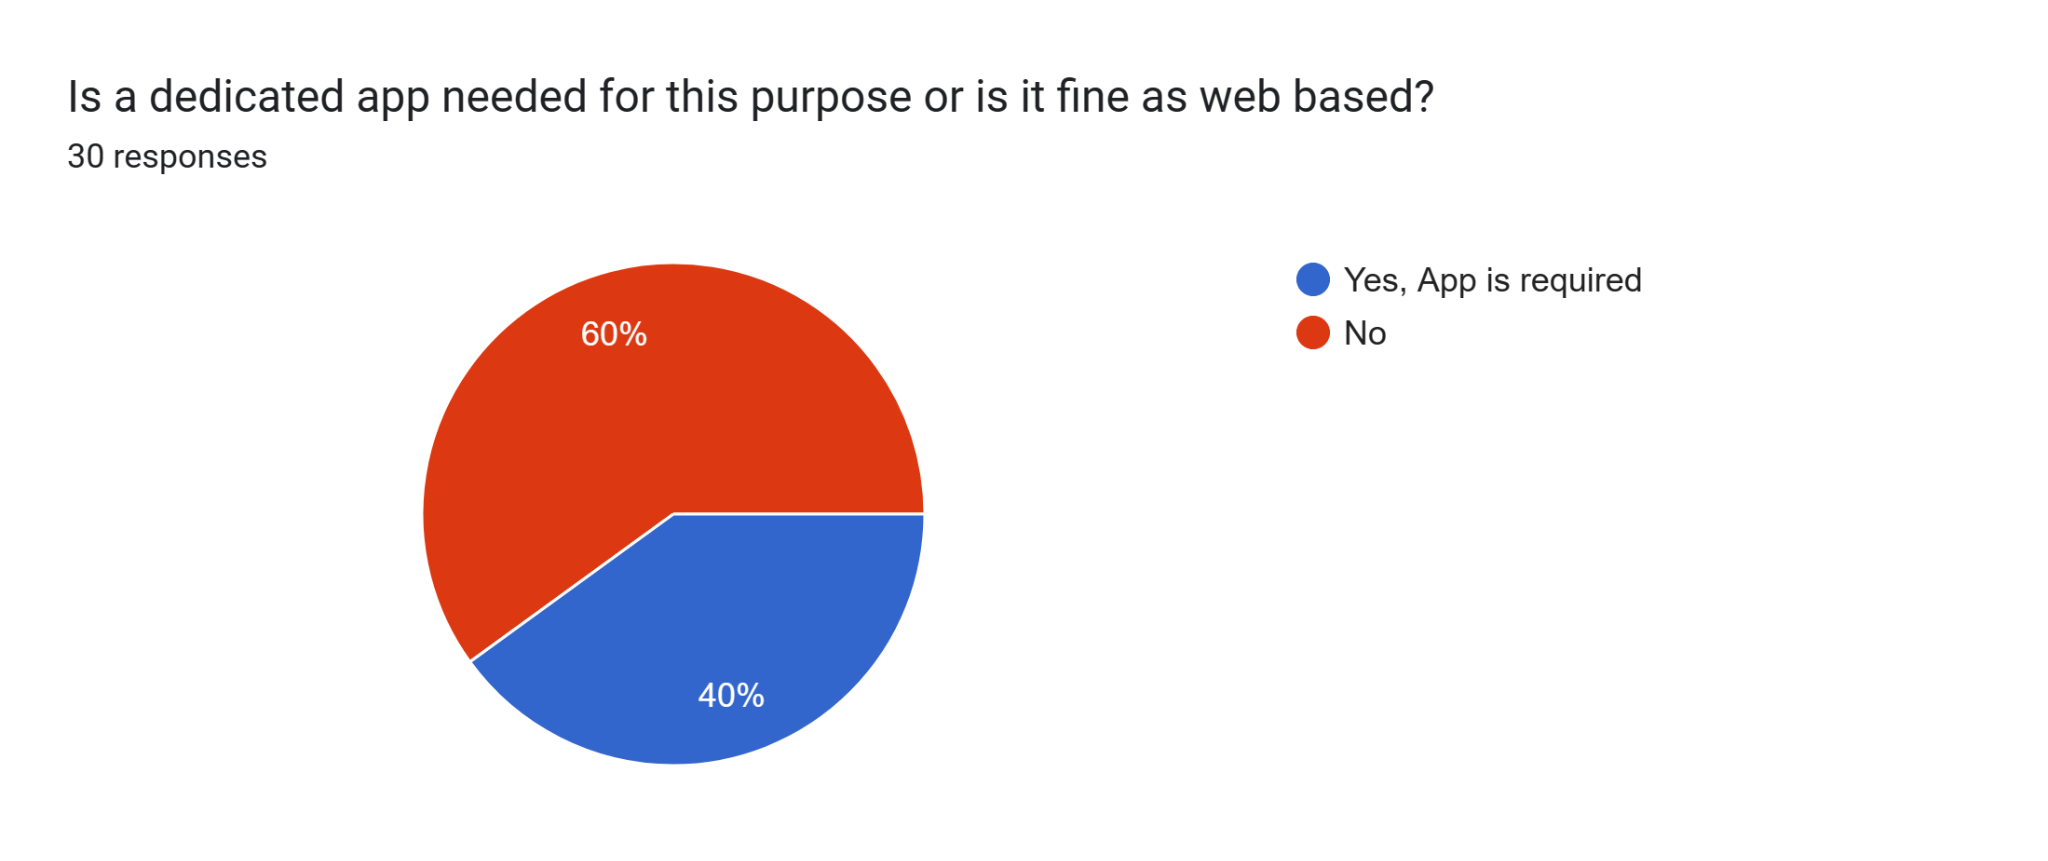 Is a dedicated app needed for this purpose or is it fine as web based?
30 responses
Yes, App is required
No
60%
40%